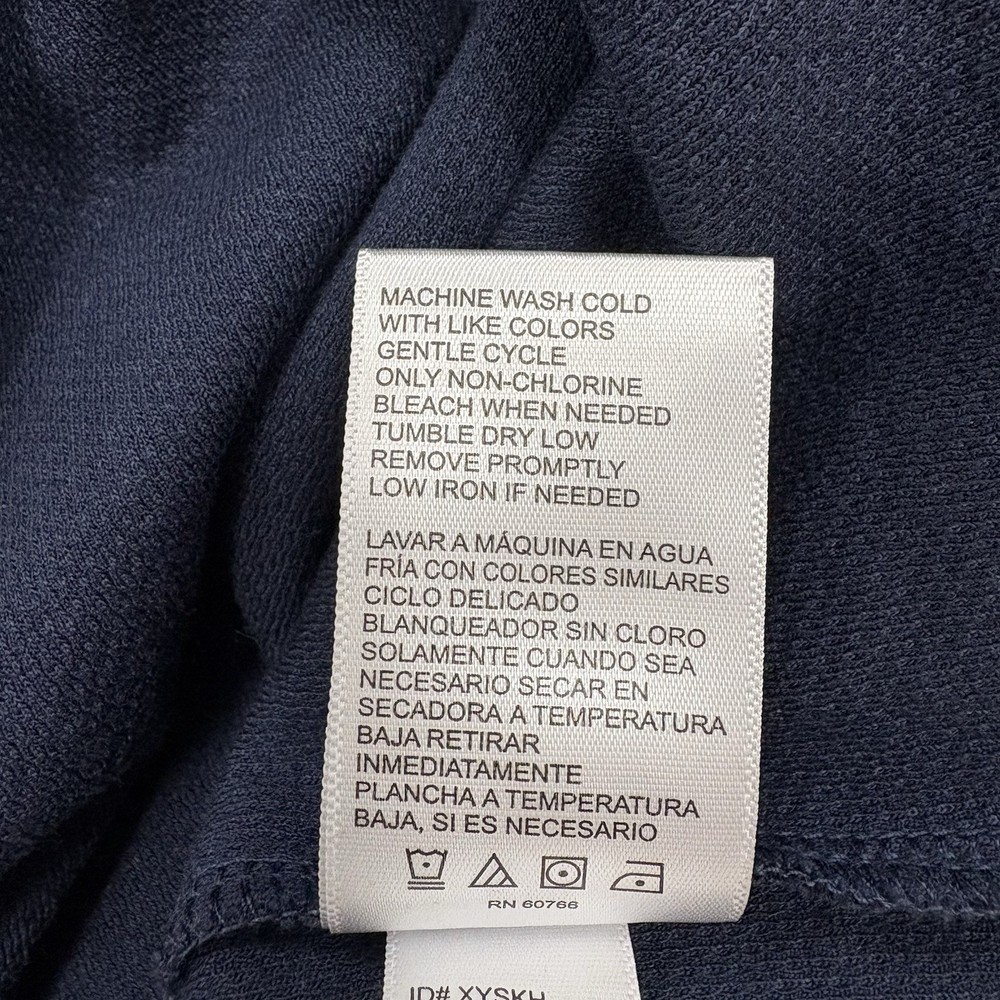 MACHINE WASH COLD
WITH LIKE COLORS
GENTLE CYCLE
ONLY NON-CHLORINE
BLEACH WHEN NEEDED
TUMBLE DRY LOW
REMOVE PROMPTLY
LOW IRON IF NEEDED
LAVAR A MÁQUINA EN AGUA
FRÍA CON COLORES SIMILARES
CICLO DELICADO
BLANQUEADOR SIN CLORO
SOLAMENTE CUANDO SEA
NECESARIO SECAR EN
SECADORA A TEMPERATURA
BAJA RETIRAR
INMEDIATAMENTE
PLANCHA A TEMPERATURA
BAJA, SI ES NECESARIO
RN 60766
ID# XYSKH